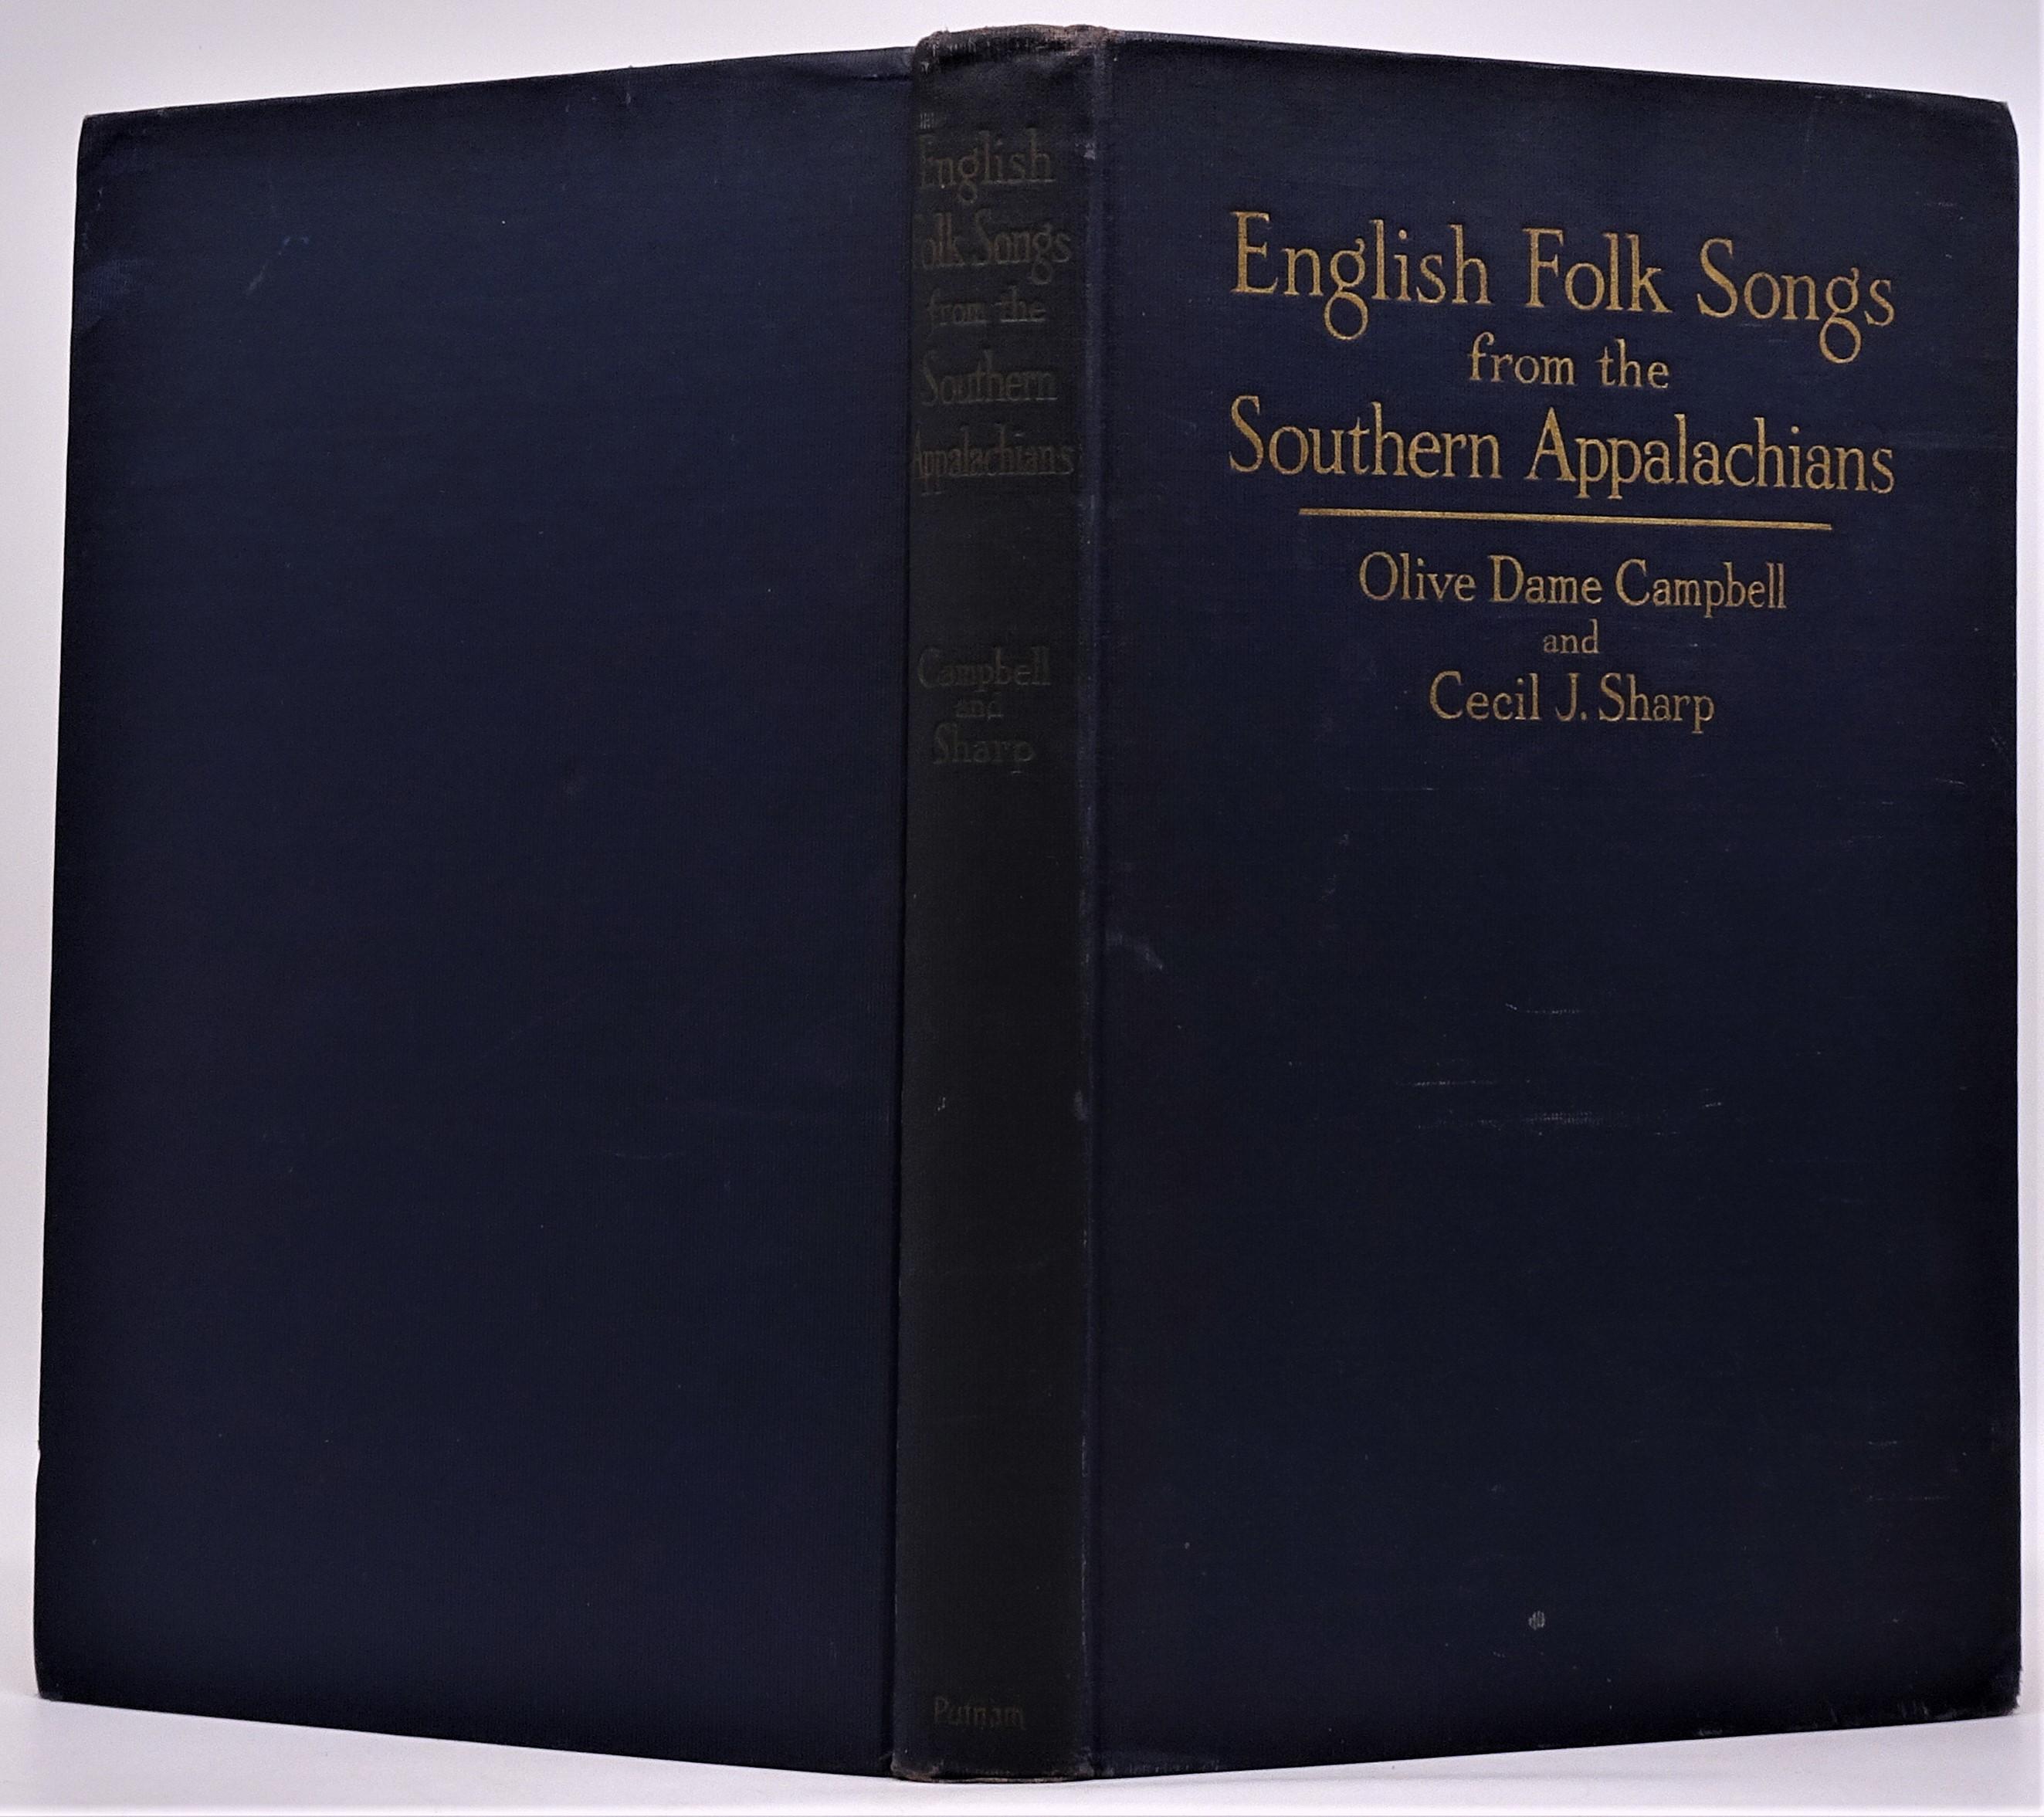 English
Folk Songs
from the
Southern
Appalachians
Campbell
and
Sharp
Putnam
English Folk Songs
from the
Southern Appalachians
Olive Dame Campbell
and
Cecil J. Sharp